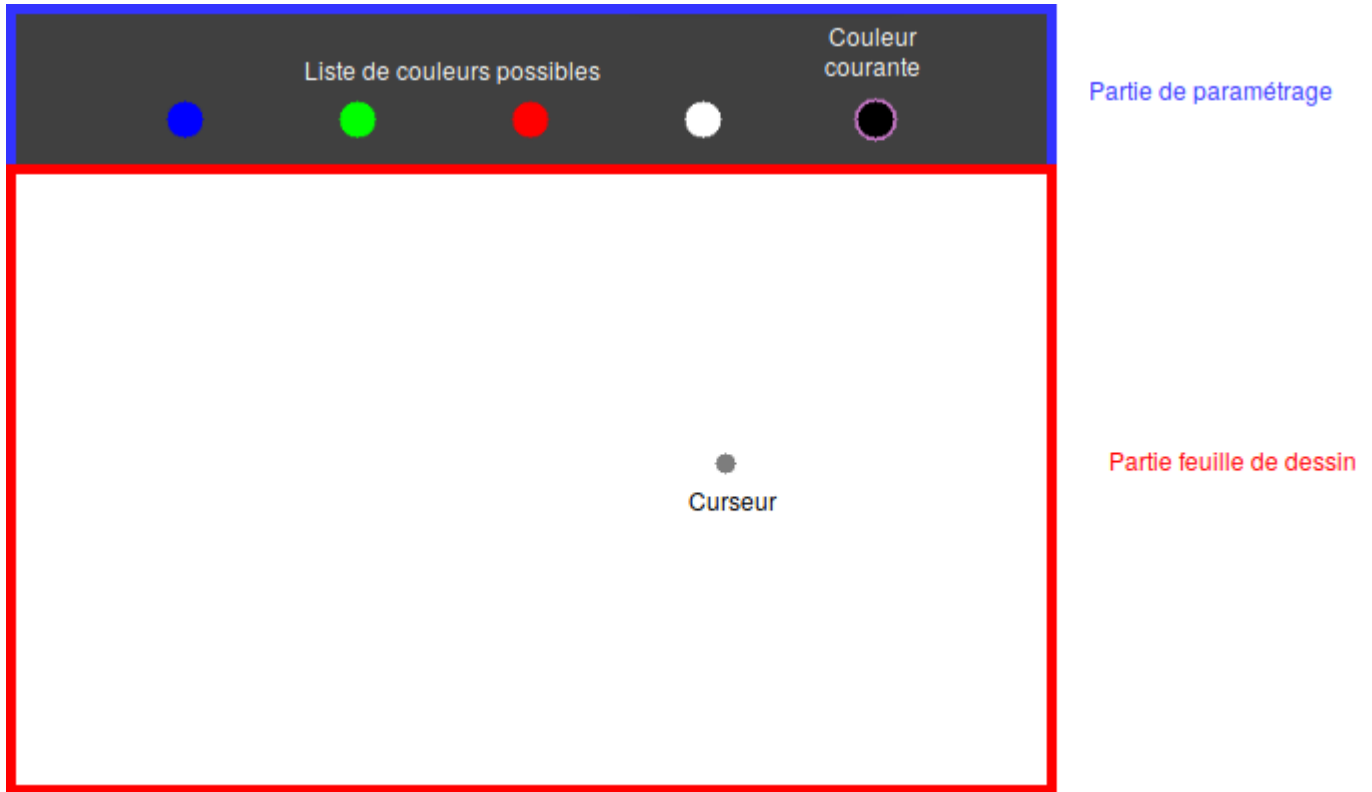 Couleur
courante
Liste de couleurs possibles
Partie de paramétrage
Partie feuille de dessin
Curseur